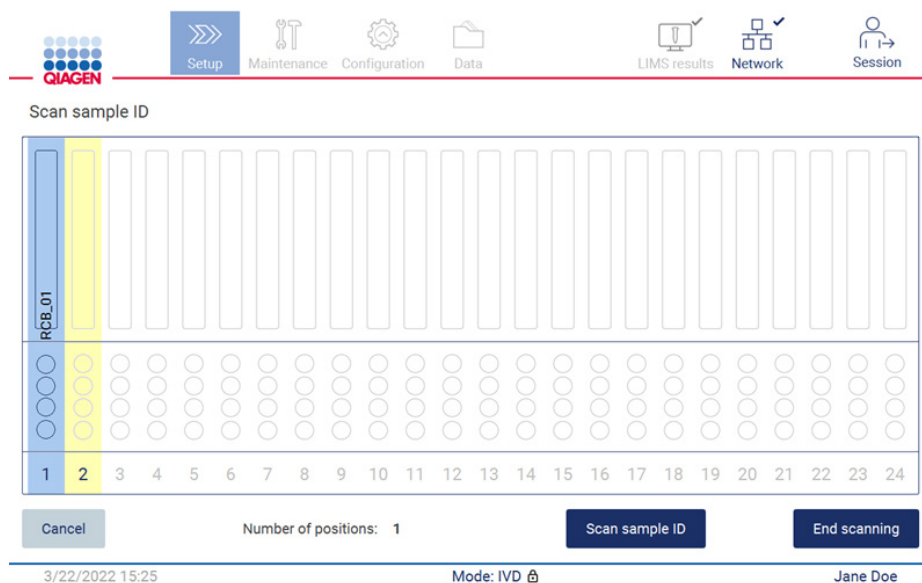 QIAGEN
Setup
Maintenance
Configuration
Data
LIMS results
Network
Session
Scan sample ID
RCB_01
1 2 3 4 5 6 7 8 9 10 11 12 13 14 15 16 17 18 19 20 21 22 23 24
Cancel
Number of positions: 1
Scan sample ID
End scanning
3/22/2022 15:25
Mode: IVD
Jane Doe